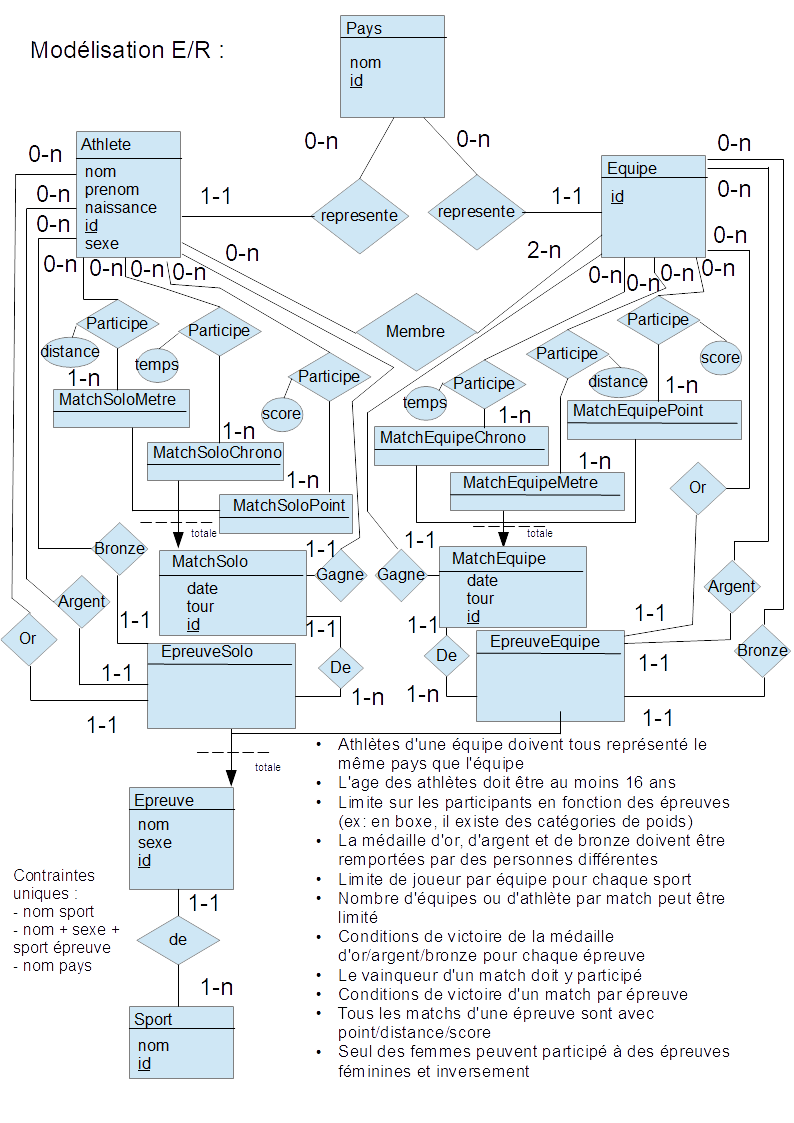 Modélisation E/R :
Pays
nom
id
0-n
0-n
Athlete
nom
prenom
naissance
id
sexe
0-n
0-n
0-n
0-n
0-n
0-n
0-n
0-n
1-1
represente
represente
1-1
Equipe
id
0-n
0-n
0-n
2-n
0-n
0-n
0-n
0-n
Membre
Participe
distance
1-n
MatchSoloMetre
Participe
temps
1-n
MatchSoloChrono
Participe
score
1-n
MatchSoloPoint
Participe
temps
1-n
MatchEquipeChrono
Participe
distance
1-n
MatchEquipeMetre
Participe
score
1-n
MatchEquipePoint
totale
totale
MatchSolo
date
tour
id
1-1
Gagne
1-1
Gagne
MatchEquipe
date
tour
id
Bronze
Argent
Or
1-1
1-1
1-1
EpreuveSolo
1-1
De
1-n
1-1
De
1-n
EpreuveEquipe
Or
Argent
Bronze
1-1
1-1
1-1
totale
Epreuve
nom
sexe
id
1-1
de
1-n
Sport
nom
id
Contraintes
uniques :
- nom sport
- nom + sexe +
sport épreuve
- nom pays
• Athlètes d'une équipe doivent tous représenté le
même pays que l'équipe
• L'age des athlètes doit être au moins 16 ans
• Limite sur les participants en fonction des épreuves
(ex: en boxe, il existe des catégories de poids)
• La médaille d'or, d'argent et de bronze doivent être
remportées par des personnes différentes
• Limite de joueur par équipe pour chaque sport
• Nombre d'équipes ou d'athlète par match peut être
limité
• Conditions de victoire de la médaille
d'or/argent/bronze pour chaque épreuve
• Le vainqueur d'un match doit y participé
• Conditions de victoire d'un match par épreuve
• Tous les matchs d'une épreuve sont avec
point/distance/score
• Seul des femmes peuvent participé à des épreuves
féminines et inversement